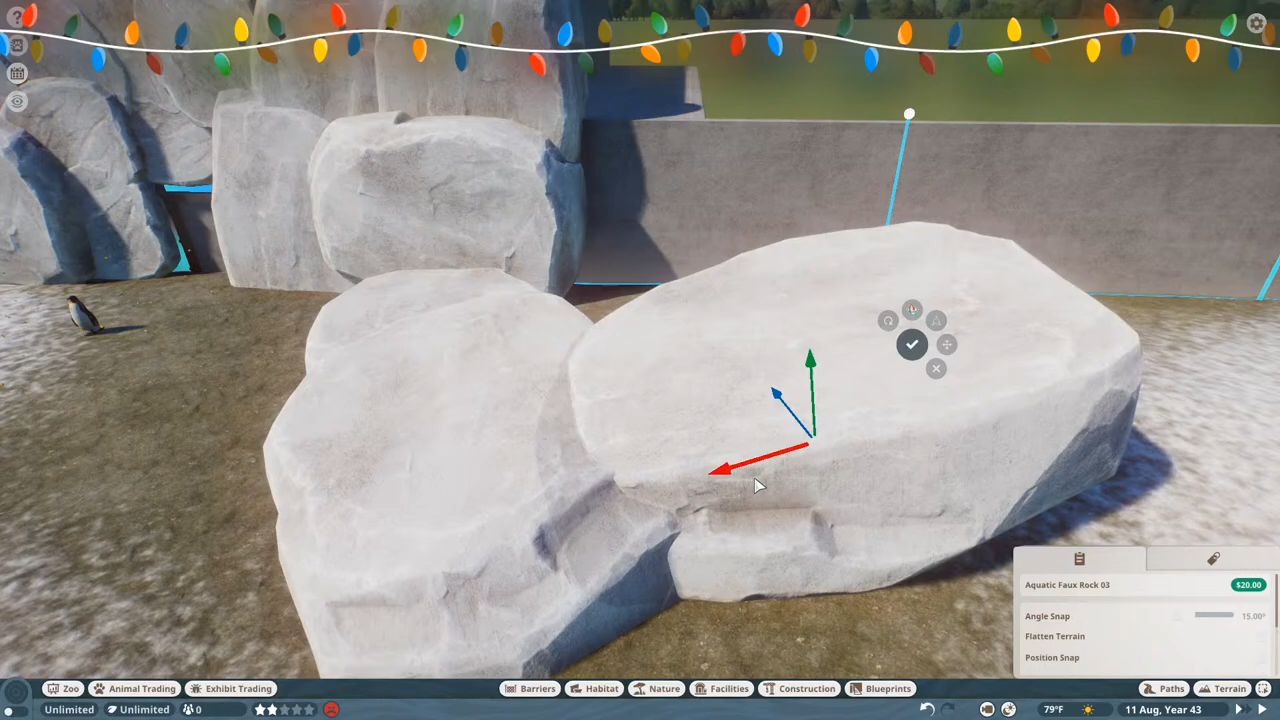 Aquatic Faux Rock 03 $20.00
Angle Snap 15.00°
Flatten Terrain
Position Snap
Zoo Animal Trading Exhibit Trading Barriers Habitat Nature Facilities Construction Blueprints Paths Terrain
Unlimited Unlimited 0 79°F 11 Aug, Year 43